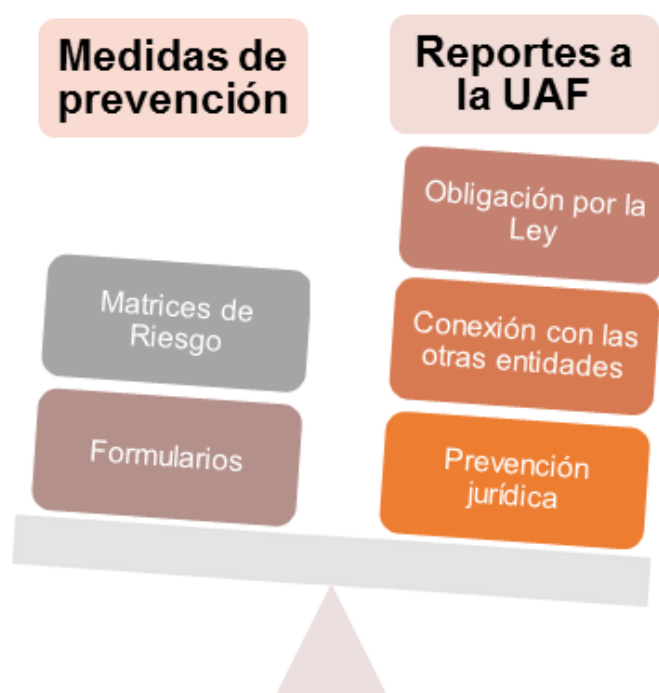 Medidas de
prevención
Reportes a
la UAF
Obligación por la
Ley
Matrices de
Riesgo
Conexión con las
otras entidades
Formularios
Prevención
jurídica